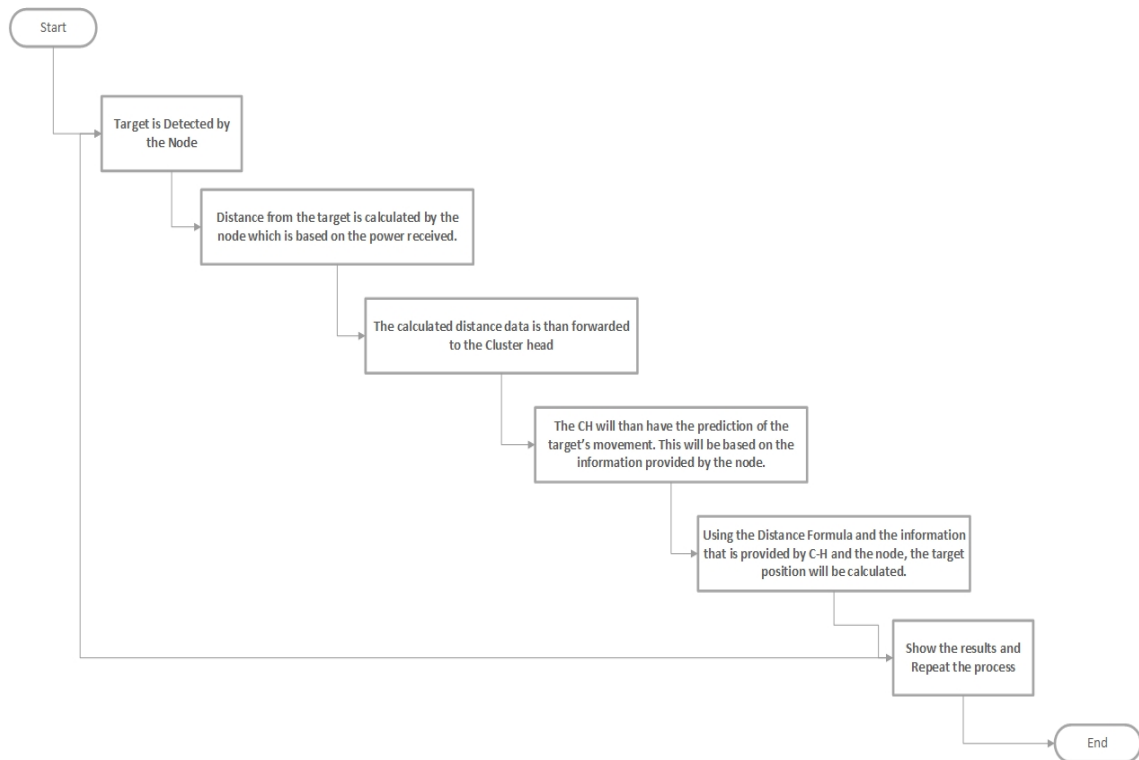 Start
Target is Detected by
the Node
Distance from the target is calculated by the
node which is based on the power received.
The calculated distance data is than forwarded
to the Cluster head
The CH will than have the prediction of the
target’s movement. This will be based on the
information provided by the node.
Using the Distance Formula and the information
that is provided by C-H and the node, the target
position will be calculated.
Show the results and
Repeat the process
End